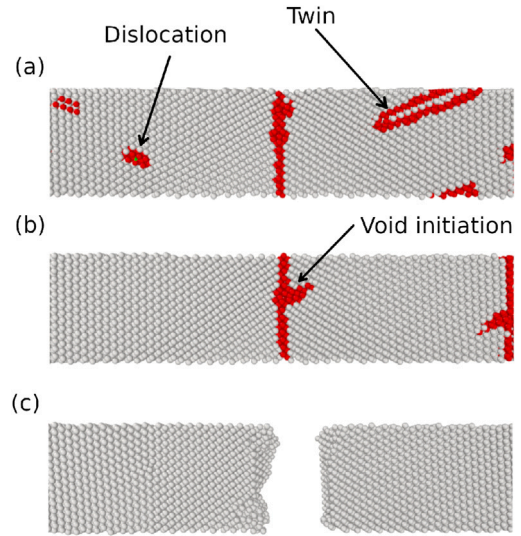 Twin
Dislocation
(a)
(b)
Void initiation
(c)